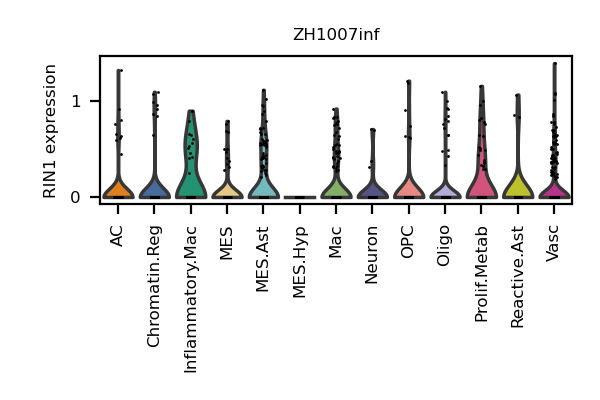 ZH1007inf
RIN1 expression
1
0
AC
Chromatin.Reg
Inflammatory.Mac
MES
MES.Ast
MES.Hyp
Mac
Neuron
OPC
Oligo
Prolif.Metab
Reactive.Ast
Vasc